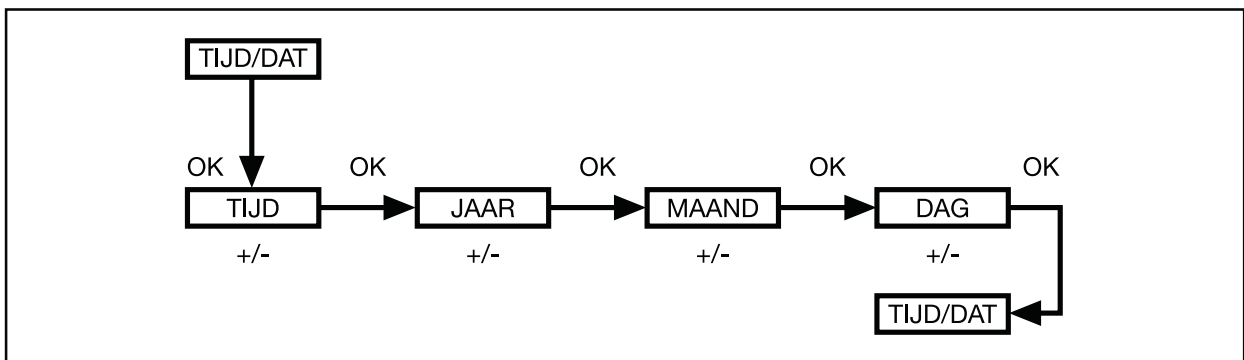 TIJD/DAT
OK OK OK OK OK
TIJD JAAR MAAND DAG
+/- +/- +/- +/-
TIJD/DAT